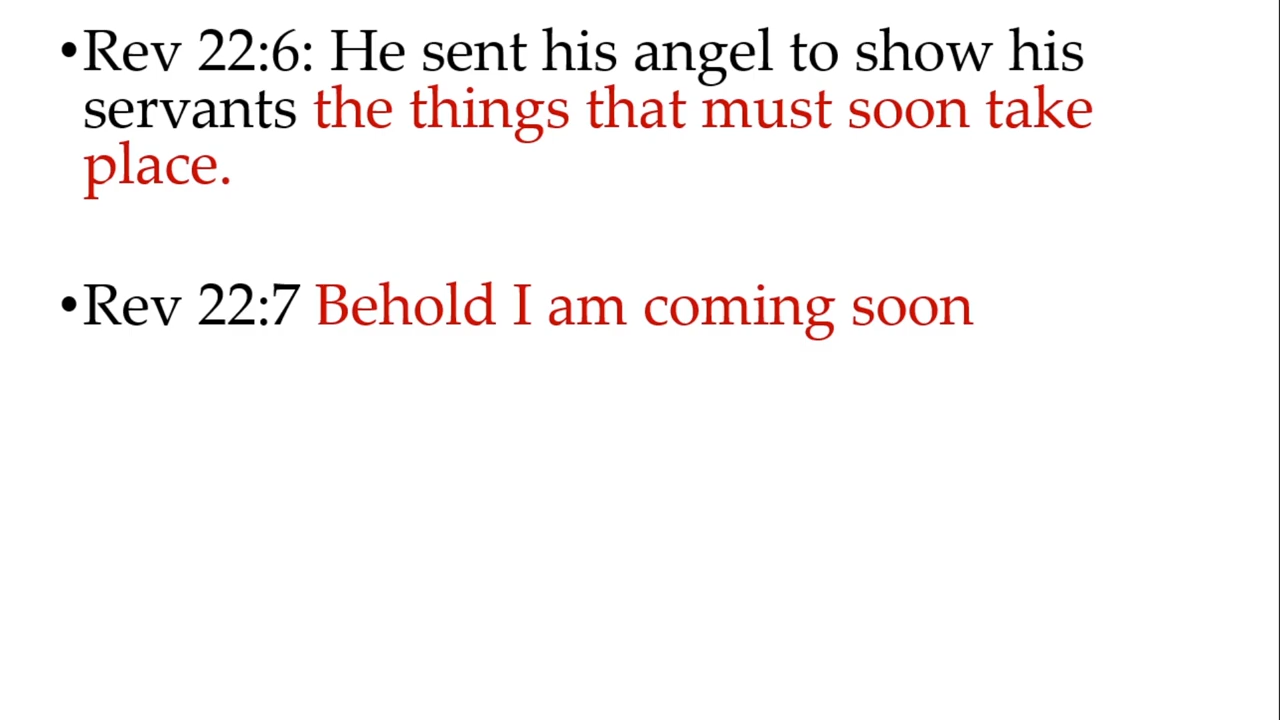 •Rev 22:6: He sent his angel to show his
servants the things that must soon take
place.
•Rev 22:7 Behold I am coming soon